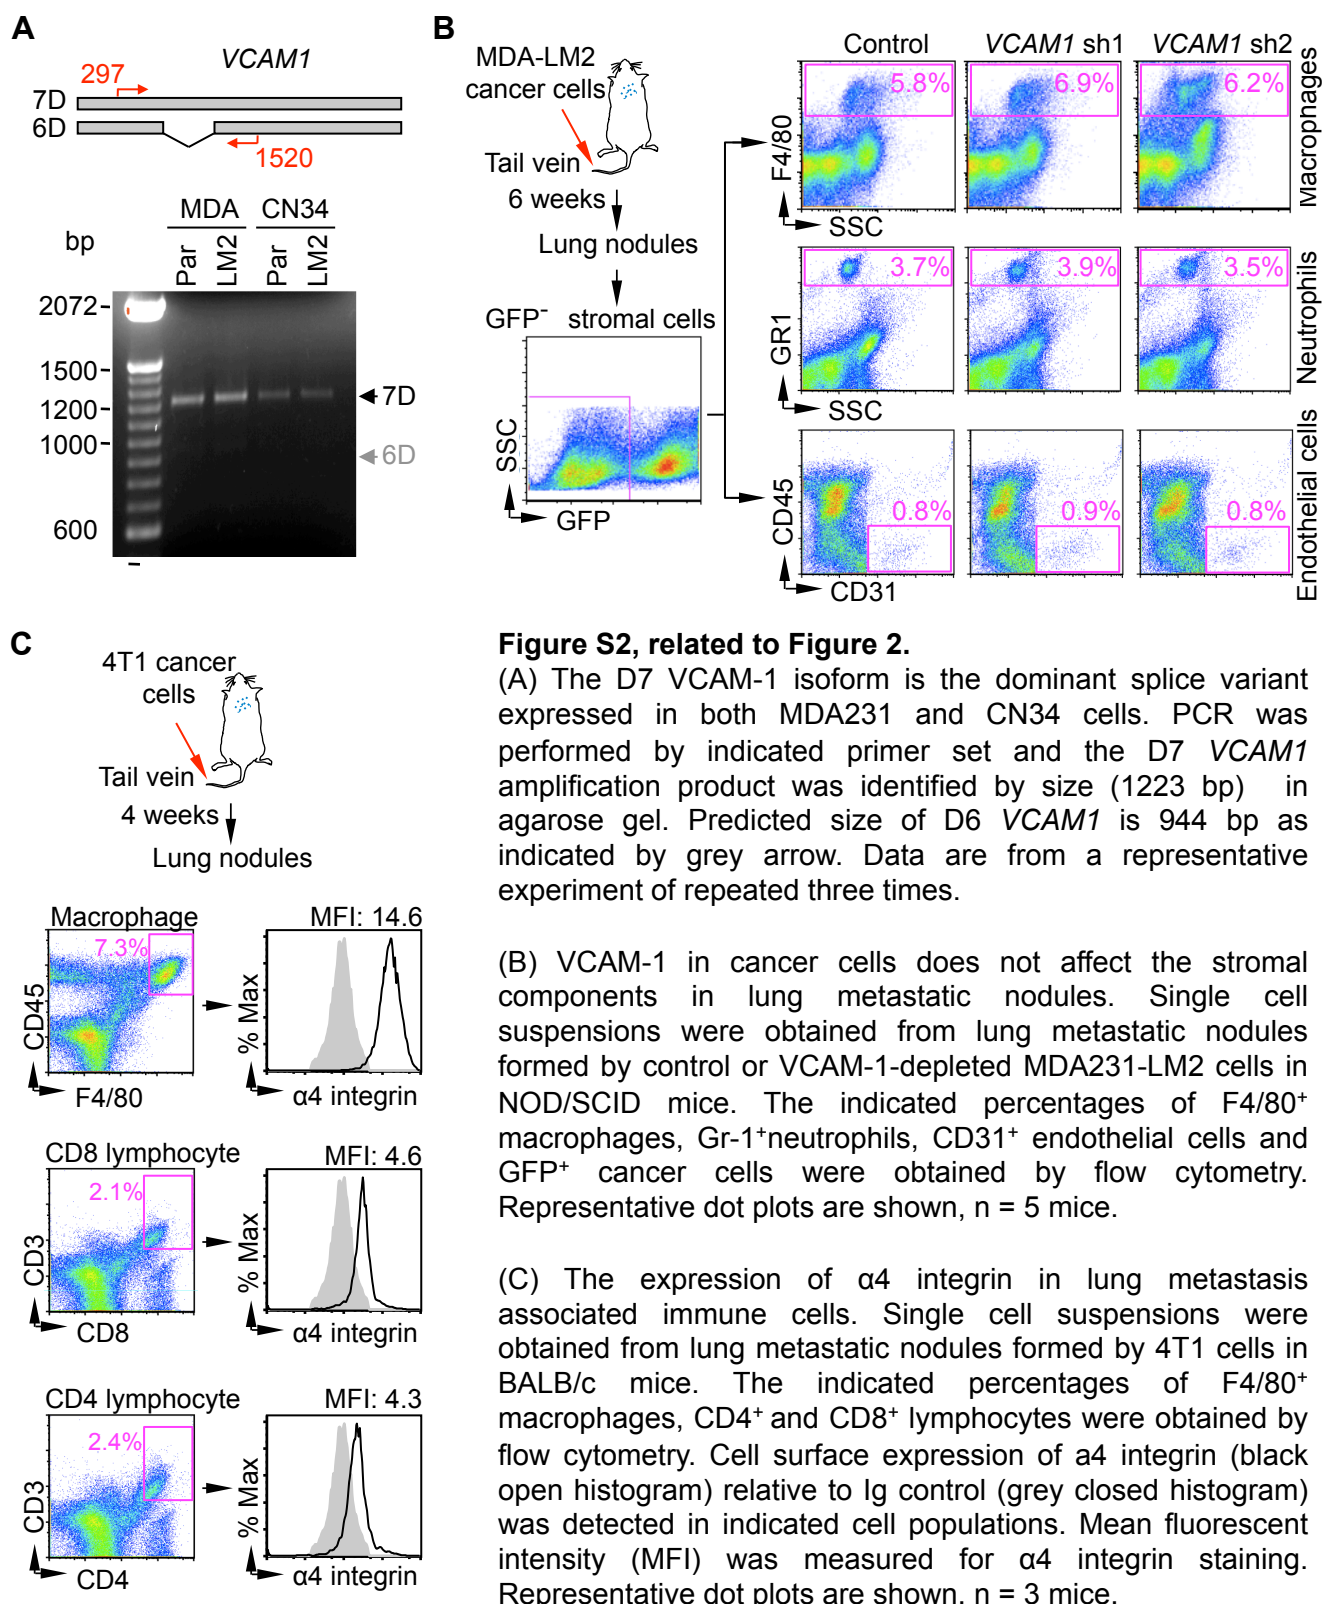 A
VCAM1
297
7D
6D
1520
MDA CN34
bp
Par
LM2
Par
LM2
2072
1500
1200
1000
600
7D
6D
B
MDA-LM2
cancer cells
Tail vein
6 weeks
Lung nodules
GFP- stromal cells
SSC
GFP
Control VCAM1 sh1 VCAM1 sh2
5.8% 6.9% 6.2%
F4/80
SSC
Macrophages
3.7% 3.9% 3.5%
GR1
SSC
Neutrophils
0.8% 0.9% 0.8%
CD45
CD31
Endothelial cells
C
4T1 cancer
cells
Tail vein
4 weeks
Lung nodules
Macrophage MFI: 14.6
7.3%
CD45
F4/80
% Max
α4 integrin
CD8 lymphocyte MFI: 4.6
2.1%
CD3
CD8
% Max
α4 integrin
CD4 lymphocyte MFI: 4.3
2.4%
CD3
CD4
% Max
α4 integrin
Figure S2, related to Figure 2.
(A) The D7 VCAM-1 isoform is the dominant splice variant
expressed in both MDA231 and CN34 cells. PCR was
performed by indicated primer set and the D7 VCAM1
amplification product was identified by size (1223 bp) in
agarose gel. Predicted size of D6 VCAM1 is 944 bp as
indicated by grey arrow. Data are from a representative
experiment of repeated three times.
(B) VCAM-1 in cancer cells does not affect the stromal
components in lung metastatic nodules. Single cell
suspensions were obtained from lung metastatic nodules
formed by control or VCAM-1-depleted MDA231-LM2 cells in
NOD/SCID mice. The indicated percentages of F4/80+
macrophages, Gr-1+neutrophils, CD31+ endothelial cells and
GFP+ cancer cells were obtained by flow cytometry.
Representative dot plots are shown, n = 5 mice.
(C) The expression of α4 integrin in lung metastasis
associated immune cells. Single cell suspensions were
obtained from lung metastatic nodules formed by 4T1 cells in
BALB/c mice. The indicated percentages of F4/80+
macrophages, CD4+ and CD8+ lymphocytes were obtained by
flow cytometry. Cell surface expression of a4 integrin (black
open histogram) relative to Ig control (grey closed histogram)
was detected in indicated cell populations. Mean fluorescent
intensity (MFI) was measured for α4 integrin staining.
Representative dot plots are shown, n = 3 mice.